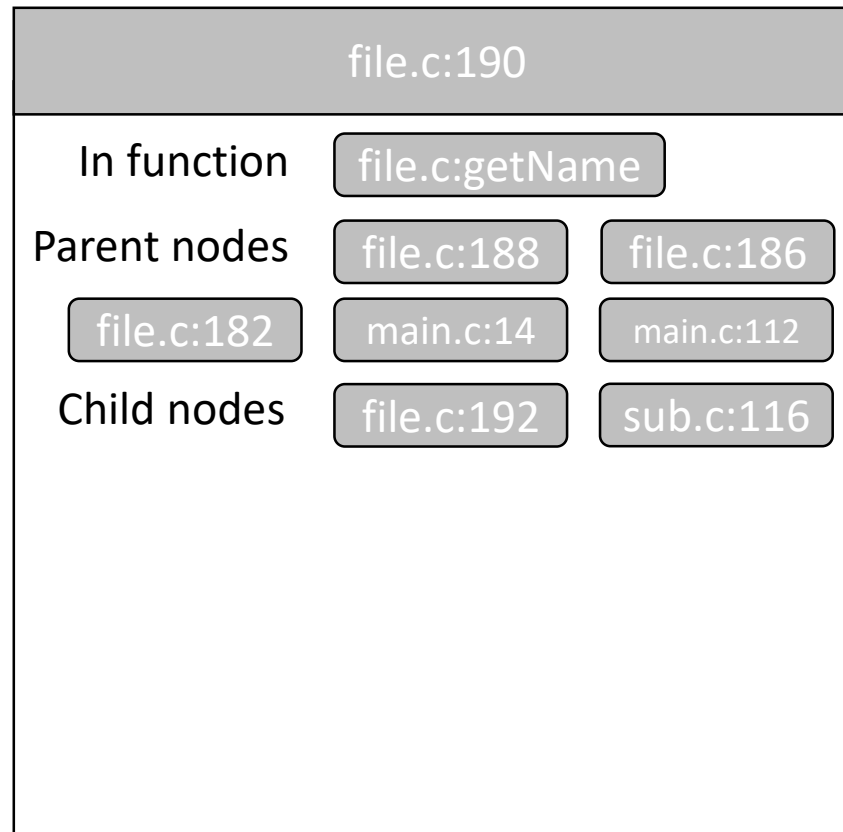 file.c:190
In function file.c:getName
Parent nodes file.c:188 file.c:186
file.c:182 main.c:14 main.c:112
Child nodes file.c:192 sub.c:116